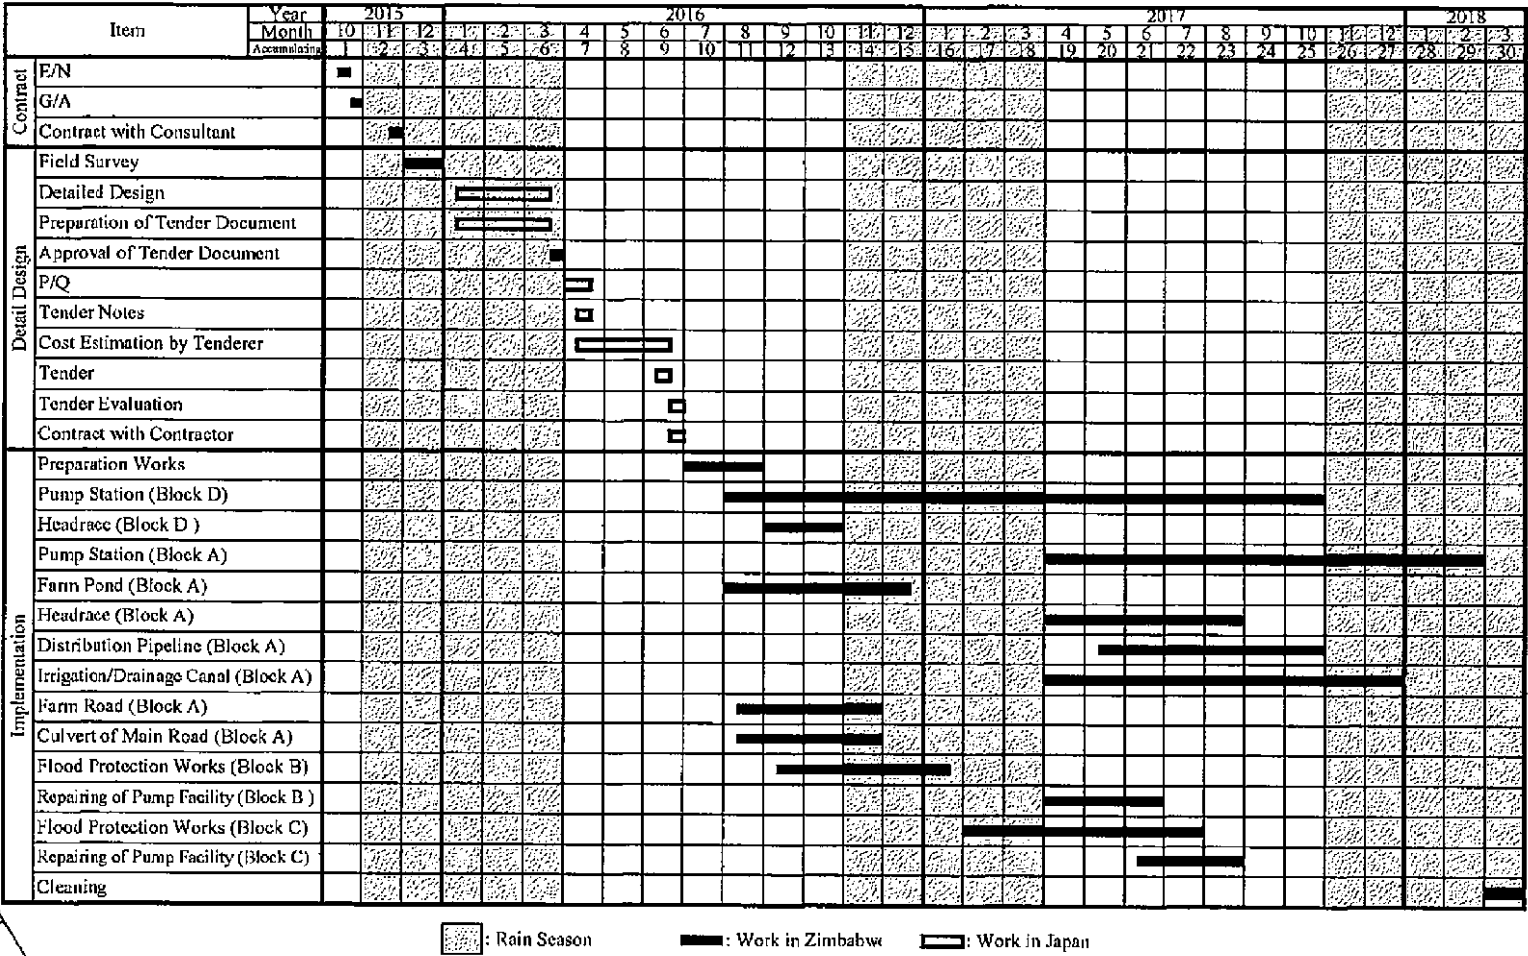 Item Year 2015 2016 2017 2018
Month 10 11 12 1 2 3 4 5 6 7 8 9 10 11 12 1 2 3 4 5 6 7 8 9 10 11 12 1 2 3
Accumulating 1 2 3 4 5 6 7 8 9 10 11 12 13 14 15 16 17 18 19 20 21 22 23 24 25 26 27 28 29 30
Contract
E/N
G/A
Contract with Consultant
Detail Design
Field Survey
Detailed Design
Preparation of Tender Document
Approval of Tender Document
P/Q
Tender Notes
Cost Estimation by Tenderer
Tender
Tender Evaluation
Contract with Contractor
Implementation
Preparation Works
Pump Station (Block D)
Headrace (Block D )
Pump Station (Block A)
Farm Pond (Block A)
Headrace (Block A)
Distribution Pipeline (Block A)
Irrigation/Drainage Canal (Block A)
Farm Road (Block A)
Culvert of Main Road (Block A)
Flood Protection Works (Block B)
Repairing of Pump Facility (Block B )
Flood Protection Works (Block C)
Repairing of Pump Facility (Block C)
Cleaning
: Rain Season : Work in Zimbabwe : Work in Japan